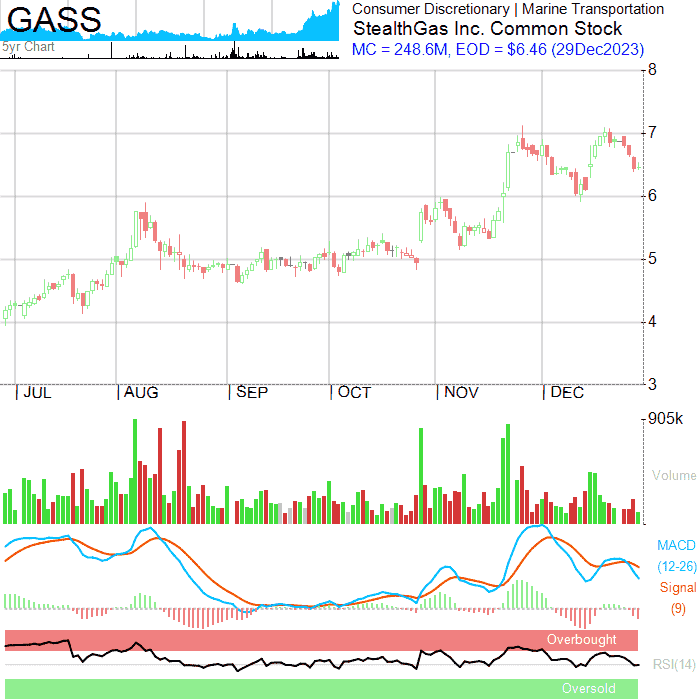 GASS
5yr Chart
Consumer Discretionary | Marine Transportation
StealthGas Inc. Common Stock
MC = 248.6M, EOD = $6.46 (29Dec2023)
8
7
6
5
4
3
| JUL | AUG | SEP | OCT | NOV | DEC
905k
Volume
MACD
(12-26)
Signal
(9)
Overbought
RSI(14)
Oversold